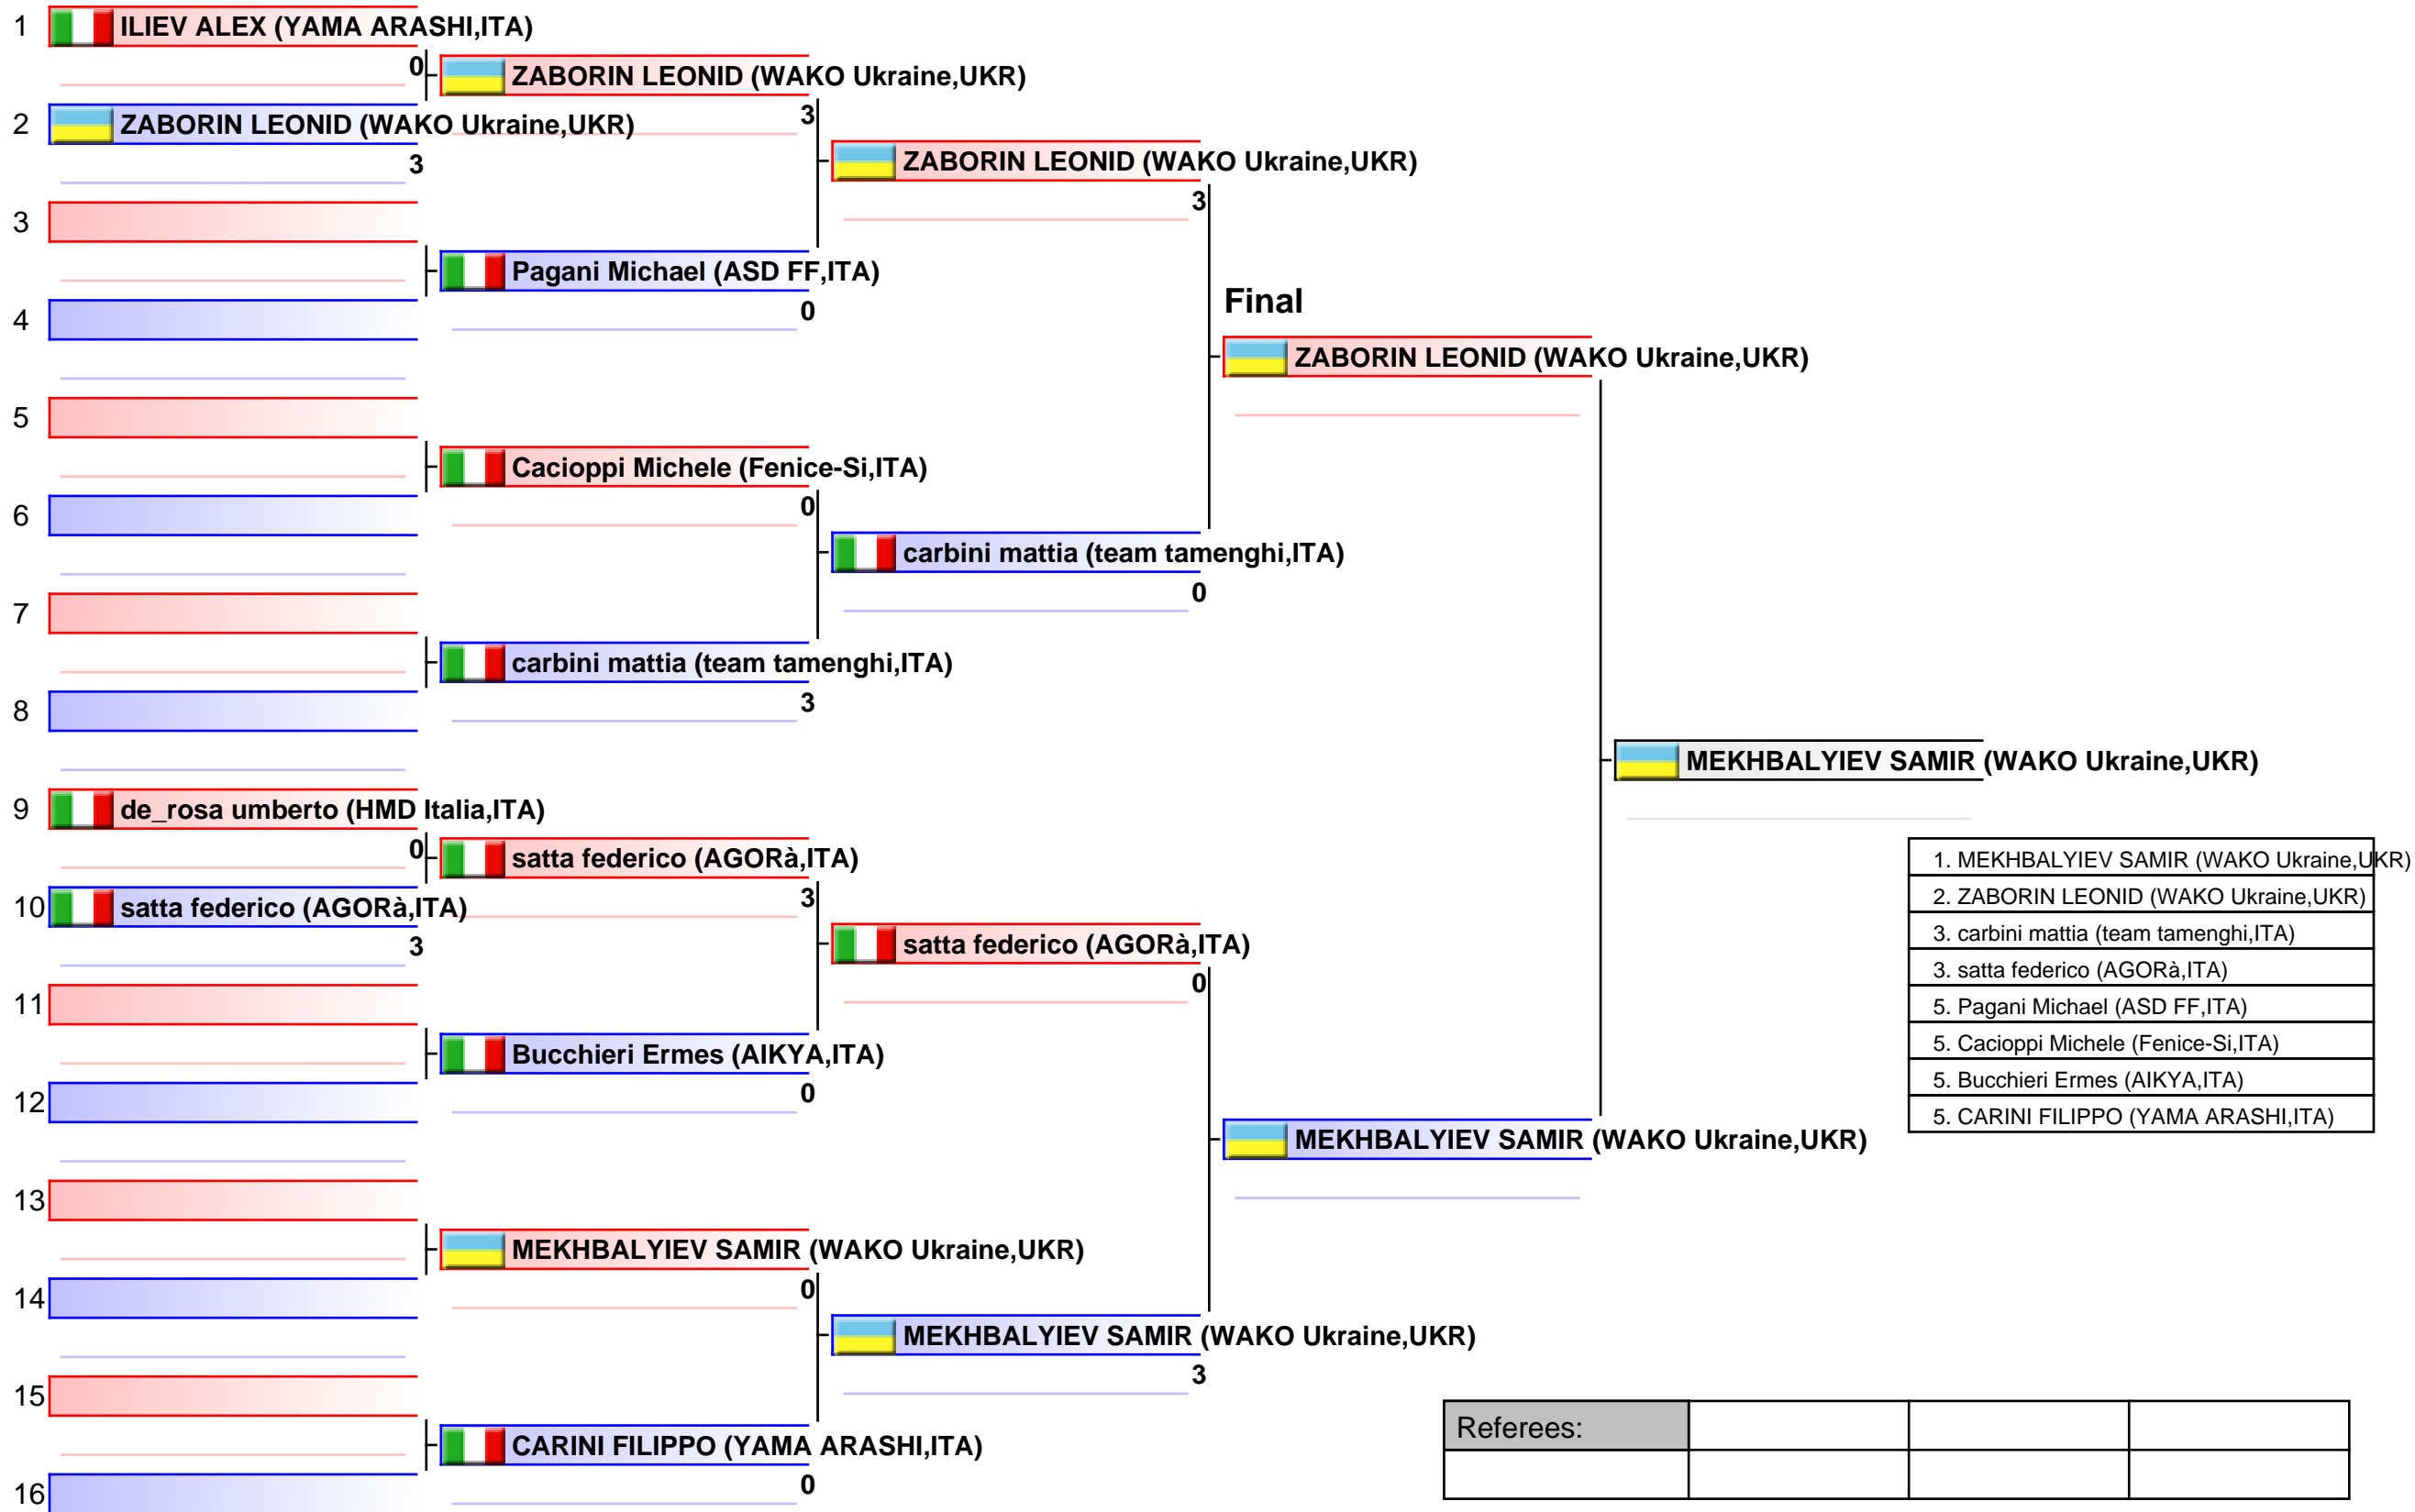 1 ILIEV ALEX (YAMA ARASHI,ITA)
0
2 ZABORIN LEONID (WAKO Ukraine,UKR)
3
3
4
5
6
7
8
9 de_rosa umberto (HMD Italia,ITA)
0
10 satta federico (AGORà,ITA)
3
11
12
13
14
15
16
ZABORIN LEONID (WAKO Ukraine,UKR)
3
Pagani Michael (ASD FF,ITA)
0
Cacioppi Michele (Fenice-Si,ITA)
0
carbini mattia (team tamenghi,ITA)
3
satta federico (AGORà,ITA)
3
Bucchieri Ermes (AIKYA,ITA)
0
MEKHBALYIEV SAMIR (WAKO Ukraine,UKR)
0
CARINI FILIPPO (YAMA ARASHI,ITA)
0
ZABORIN LEONID (WAKO Ukraine,UKR)
3
carbini mattia (team tamenghi,ITA)
0
satta federico (AGORà,ITA)
0
MEKHBALYIEV SAMIR (WAKO Ukraine,UKR)
3
Final
ZABORIN LEONID (WAKO Ukraine,UKR)
MEKHBALYIEV SAMIR (WAKO Ukraine,UKR)
MEKHBALYIEV SAMIR (WAKO Ukraine,UKR)
1. MEKHBALYIEV SAMIR (WAKO Ukraine,UKR)
2. ZABORIN LEONID (WAKO Ukraine,UKR)
3. carbini mattia (team tamenghi,ITA)
3. satta federico (AGORà,ITA)
5. Pagani Michael (ASD FF,ITA)
5. Cacioppi Michele (Fenice-Si,ITA)
5. Bucchieri Ermes (AIKYA,ITA)
5. CARINI FILIPPO (YAMA ARASHI,ITA)
Referees: